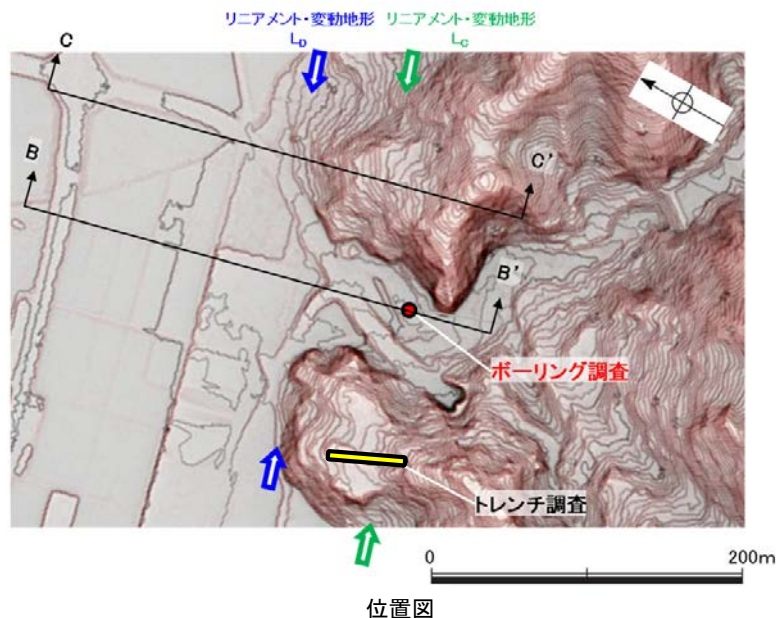 リニアメント・変動地形
L_D
リニアメント・変動地形
L_C
C
C'
B
B'
ボーリング調査
トレンチ調査
0
200m
位置図